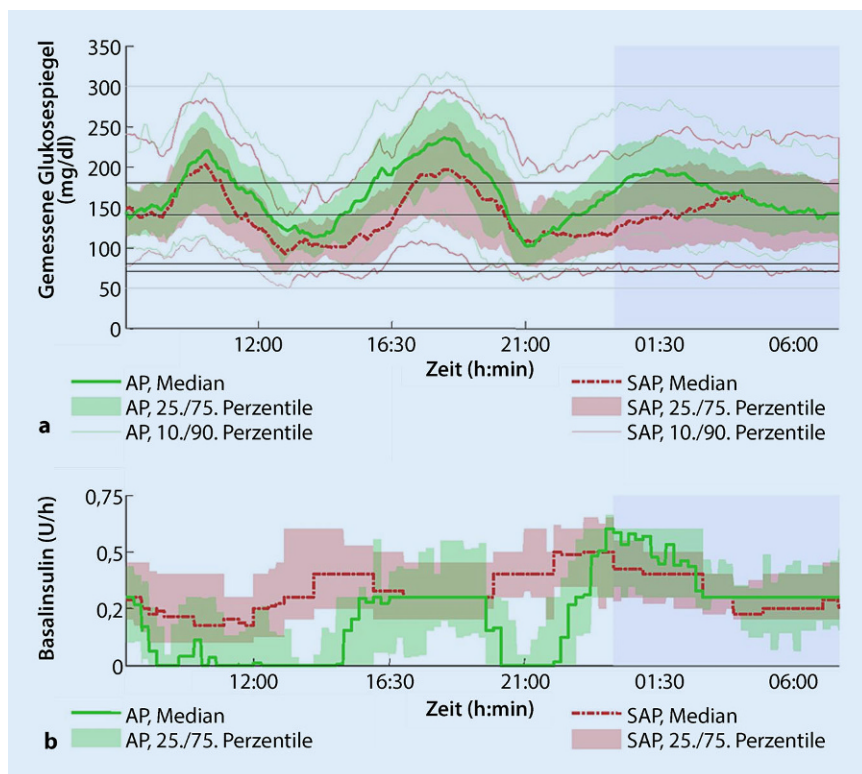 350
300
250
200
150
100
50
0
Gemessene Glukosespiegel
(mg/dl)
12:00 16:30 21:00 01:30 06:00
Zeit (h:min)
AP, Median SAP, Median
AP, 25./75. Perzentile SAP, 25./75. Perzentile
a AP, 10./90. Perzentile SAP, 10./90. Perzentile
0,75
0,5
0,2
0
Basalinsulin (U/h)
12:00 16:30 21:00 01:30 06:00
Zeit (h:min)
AP, Median SAP, Median
b AP, 25./75. Perzentile SAP, 25./75. Perzentile